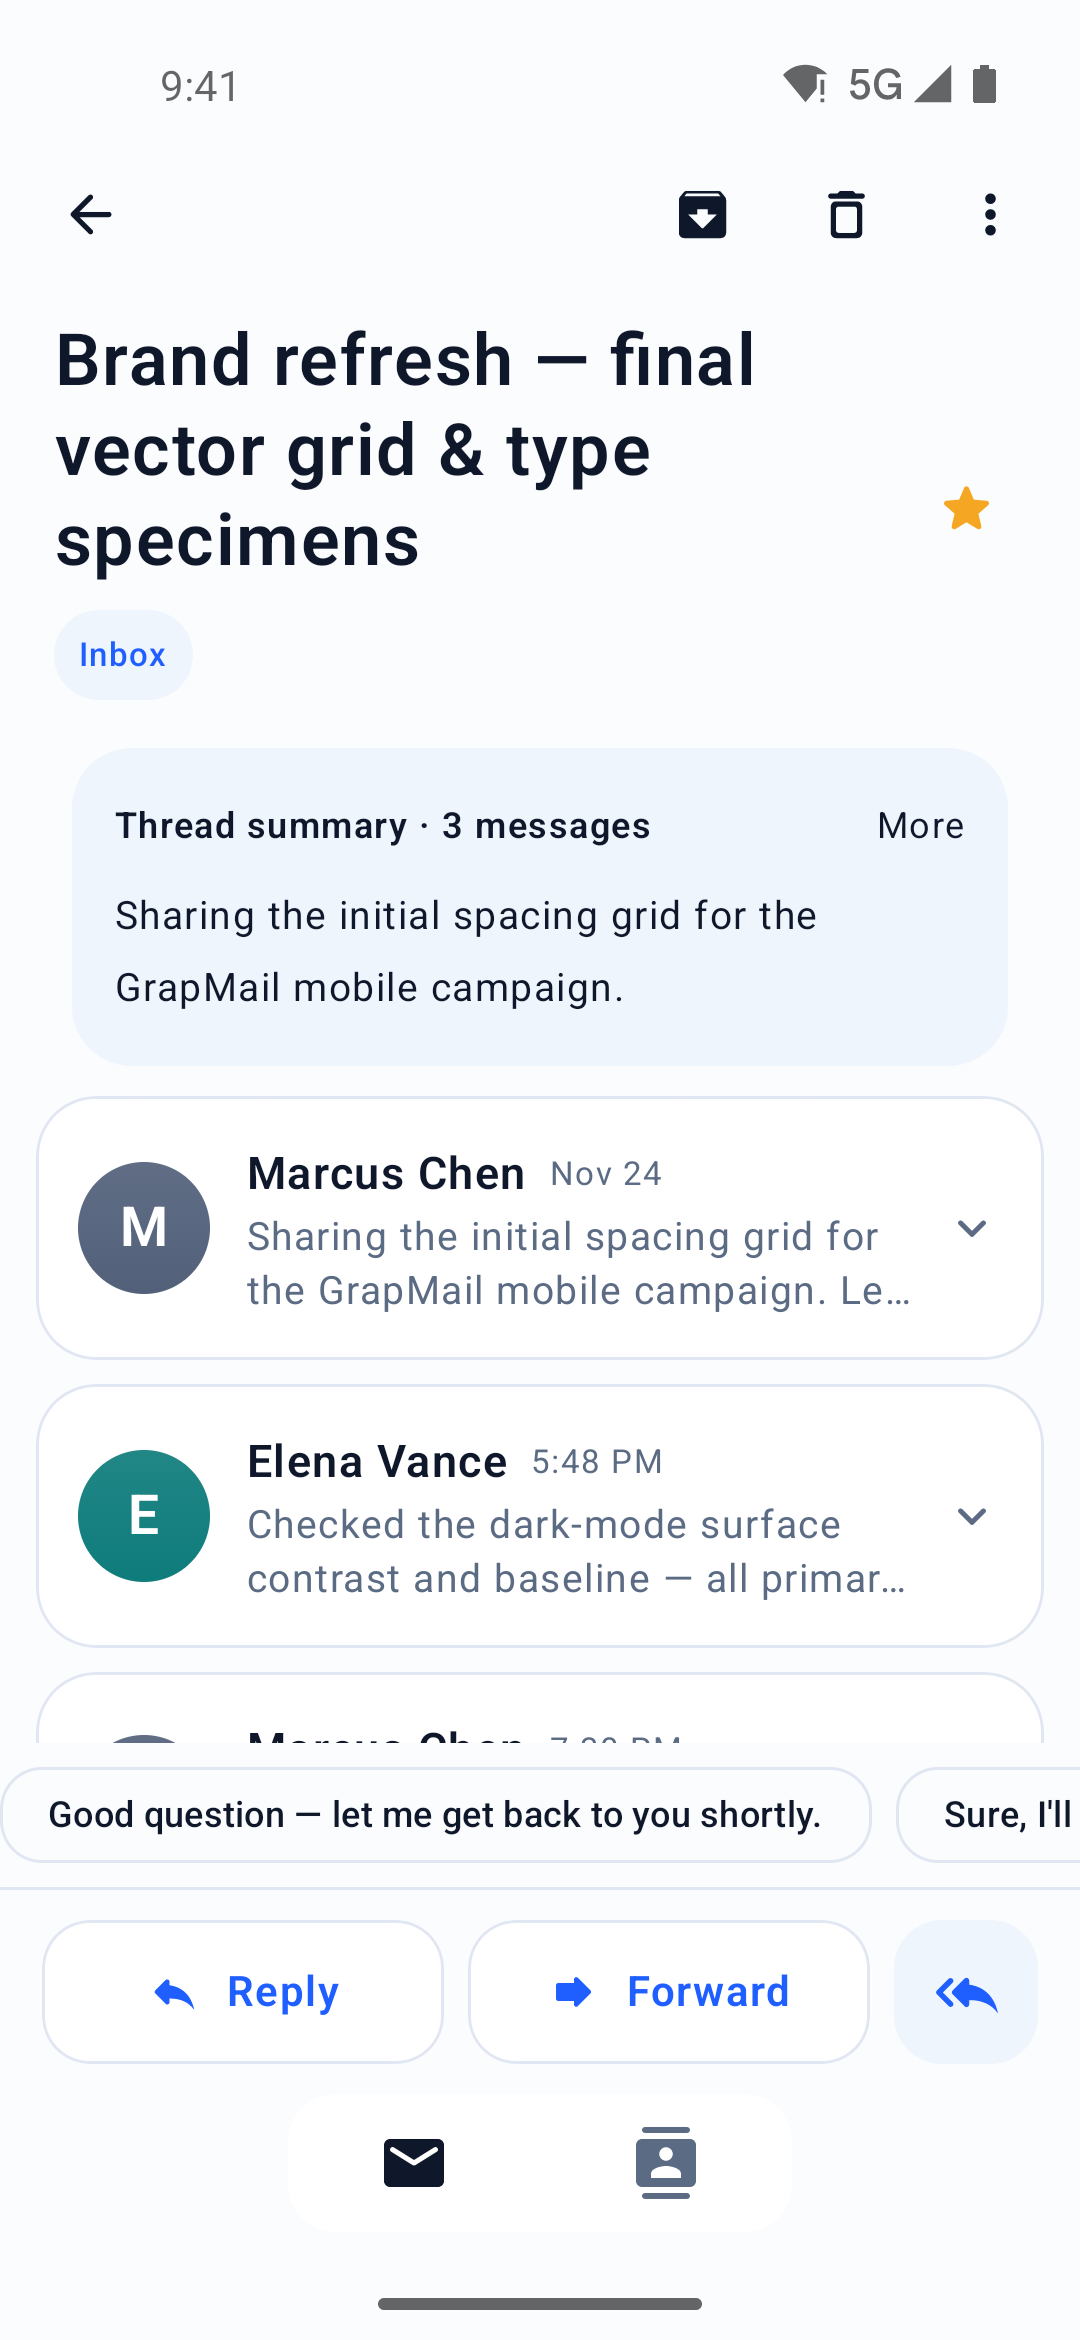 9:41
5G
Brand refresh — final
vector grid & type
specimens
Inbox
Thread summary · 3 messages
More
Sharing the initial spacing grid for the
GrapMail mobile campaign.
M
Marcus Chen Nov 24
Sharing the initial spacing grid for
the GrapMail mobile campaign. Le…
E
Elena Vance 5:48 PM
Checked the dark-mode surface
contrast and baseline — all primar…
Marcus Chen
Good question — let me get back to you shortly.
Sure, I'll
Reply
Forward